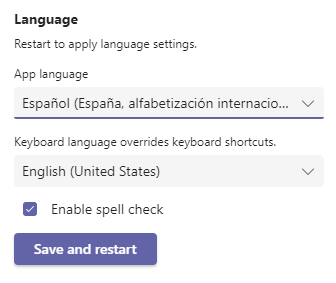 Language
Restart to apply language settings.
App language
Español (España, alfabetización internacio...
Keyboard language overrides keyboard shortcuts.
English (United States)
Enable spell check
Save and restart